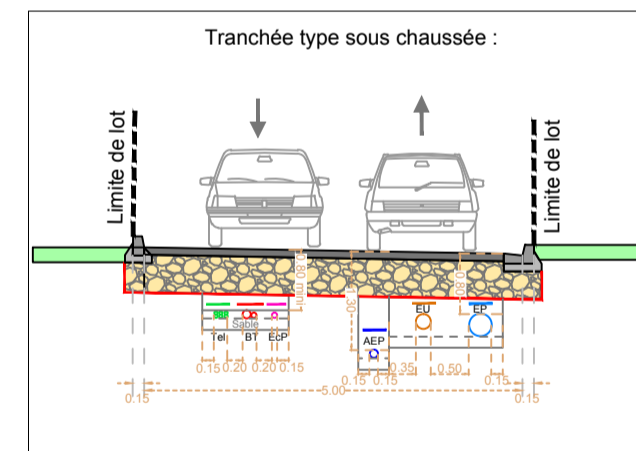 Tranchée type sous chaussée :
Limite de lot
Limite de lot
0.80 mini
1.30
0.80
Sable
Tel
BT
EcP
AEP
EU
EP
0.15
0.20
0.20
0.15
0.15
0.15
0.35
0.50
0.15
0.15
5.00
0.15